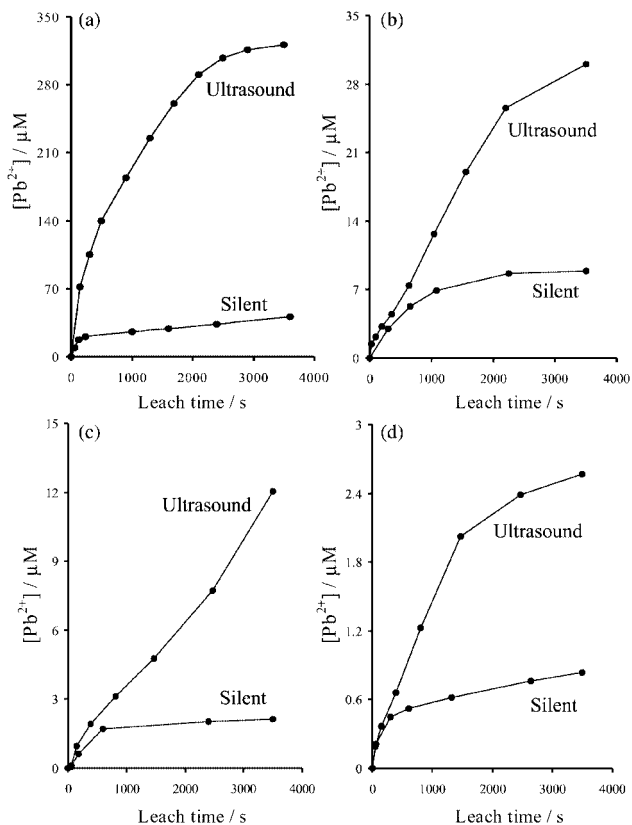 (a)
350
280
210
140
70
0
[Pb²⁺] / µM
Ultrasound
Silent
0 1000 2000 3000 4000
Leach time / s
(b)
35
28
21
14
7
0
[Pb²⁺] / µM
Ultrasound
Silent
0 1000 2000 3000 4000
Leach time / s
(c)
15
12
9
6
3
0
[Pb²⁺] / µM
Ultrasound
Silent
0 1000 2000 3000 4000
Leach time / s
(d)
3
2.4
1.8
1.2
0.6
0
[Pb²⁺] / µM
Ultrasound
Silent
0 1000 2000 3000 4000
Leach time / s